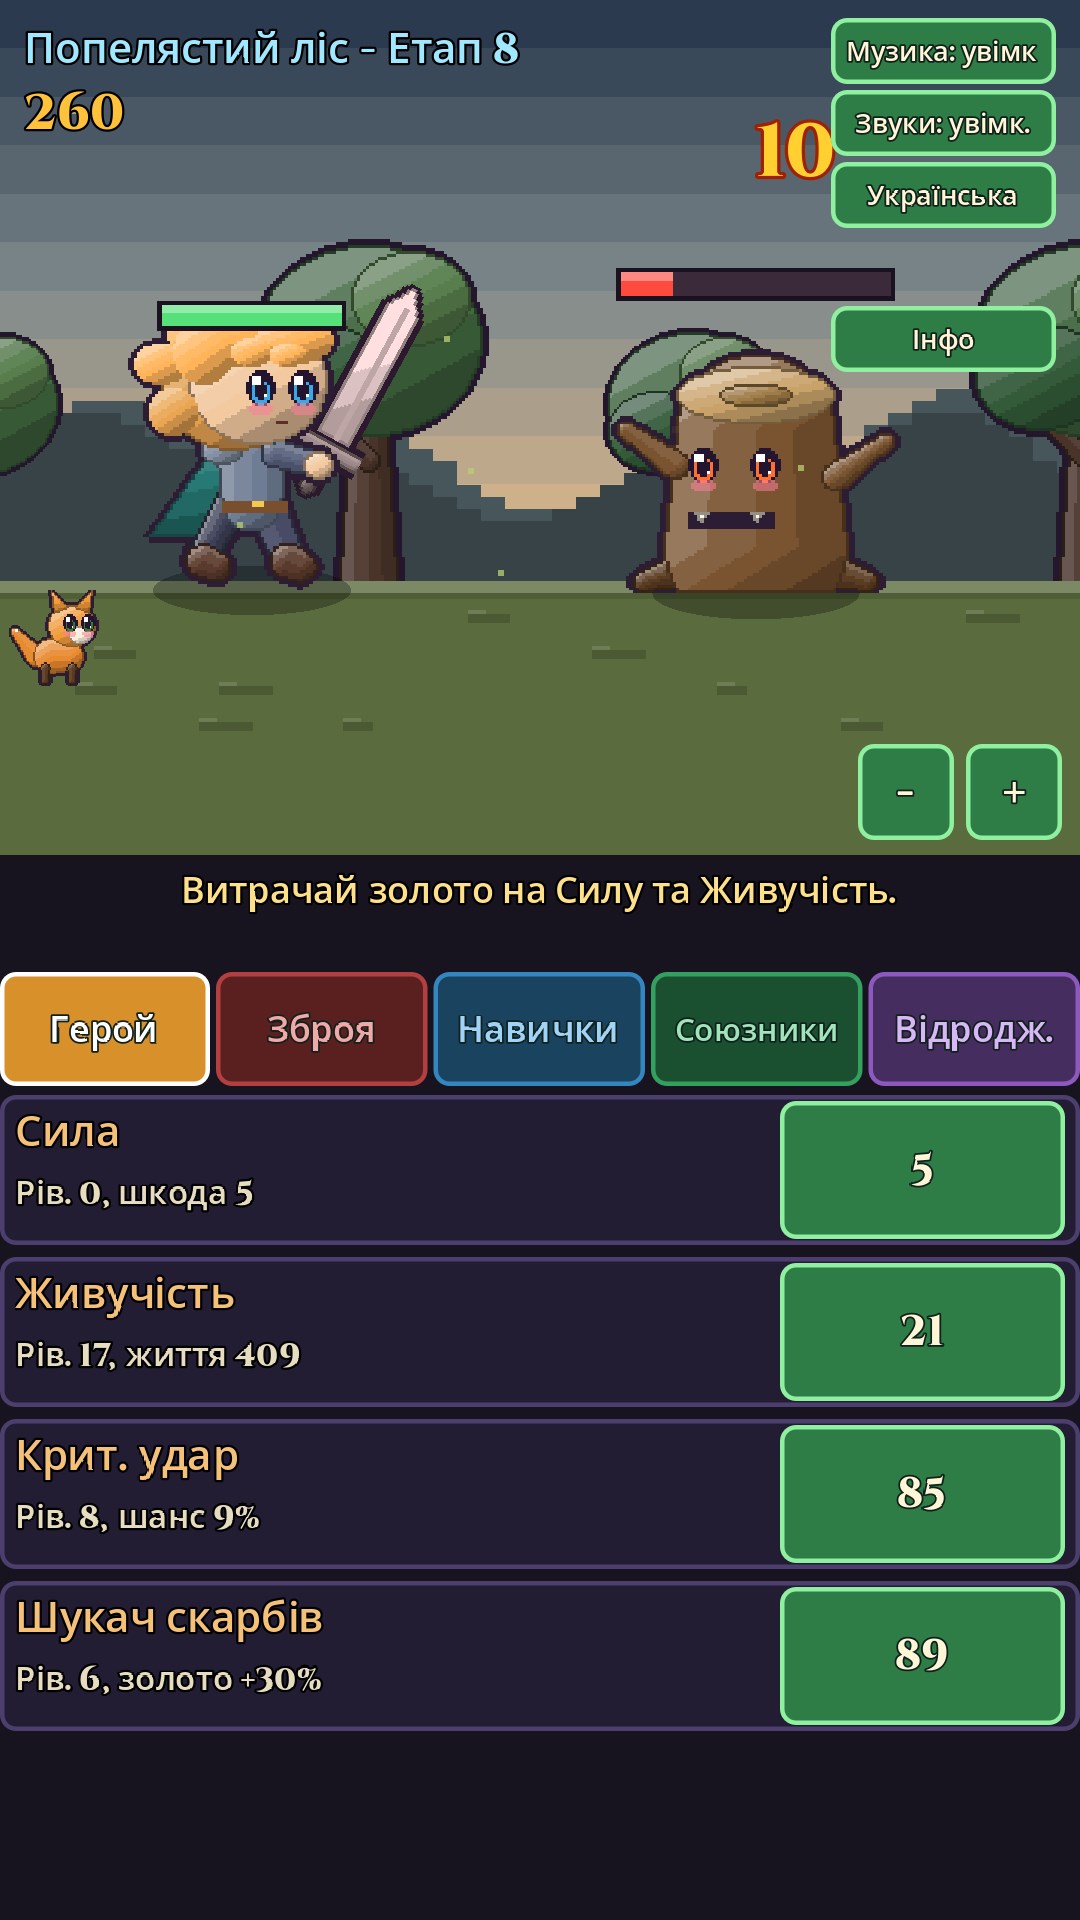 Попелястий ліс - Етап 8
260
Музика: увімк
Звуки: увімк.
10
Українська
Інфо
-
+
Витрачай золото на Силу та Живучість.
Герой
Зброя
Навички
Союзники
Відродж.
Сила
Рів. 0, шкода 5
5
Живучість
Рів. 17, життя 409
21
Крит. удар
Рів. 8, шанс 9%
85
Шукач скарбів
Рів. 6, золото +30%
89